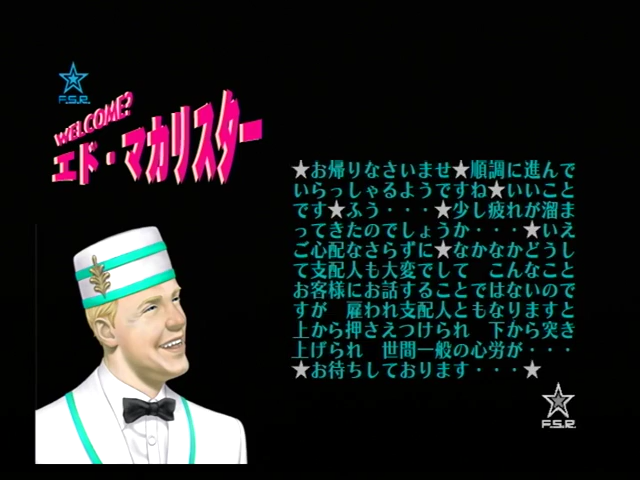 F.S.R.
WELCOME?
エド・マカリスター
★お帰りなさいませ★順調に進んで
いらっしゃるようですね★いいこと
です★ふう・・・★少し疲れが溜ま
ってきたのでしょうか・・・★いえ
ご心配なさらずに★なかなかどうし
て支配人も大変でして　こんなこと
お客様にお話することではないので
すが　雇われ支配人ともなりますと
上から押さえつけられ　下から突き
上げられ　世間一般の心労が・・・
★お待ちしております・・・★
F.S.R.